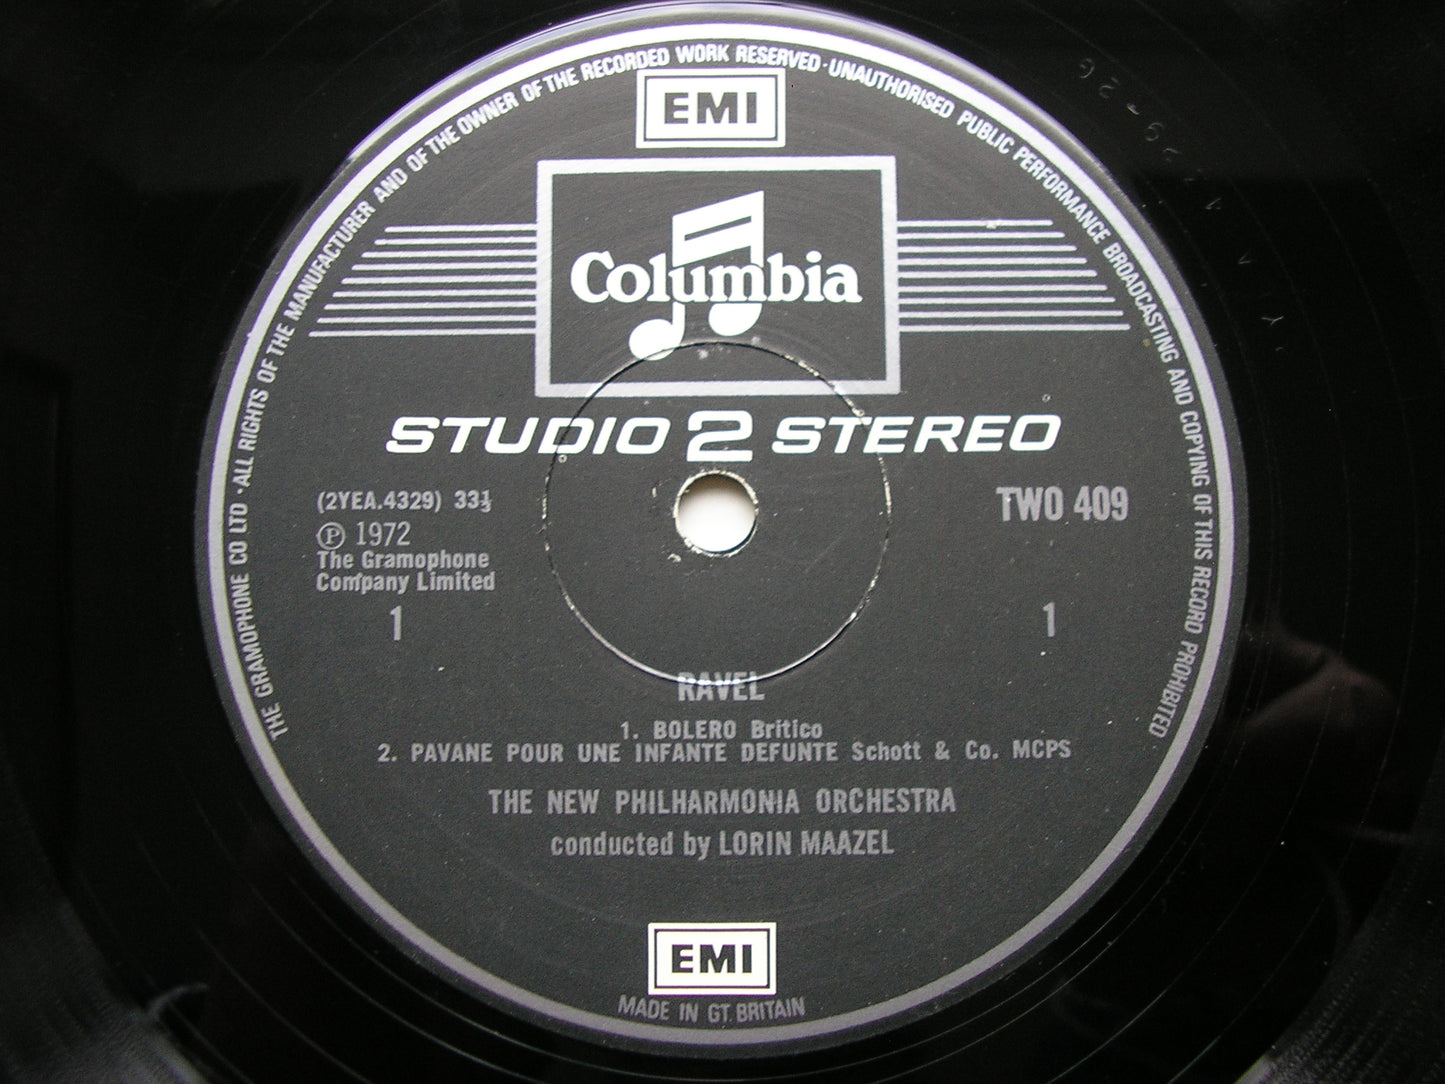 THE GRAMOPHONE CO LTD · ALL RIGHTS OF THE MANUFACTURER AND OF THE OWNER OF THE RECORDED WORK RESERVED · UNAUTHORISED PUBLIC PERFORMANCE BROADCASTING AND COPYING OF THIS RECORD PROHIBITED
EMI
Columbia
STUDIO 2 STEREO
(2YEA.4329) 33⅓
TWO 409
Ⓟ 1972
The Gramophone
Company Limited
1
1
RAVEL
1. BOLERO Britico
2. PAVANE POUR UNE INFANTE DEFUNTE Schott & Co. MCPS
THE NEW PHILHARMONIA ORCHESTRA
conducted by LORIN MAAZEL
EMI
MADE IN GT. BRITAIN